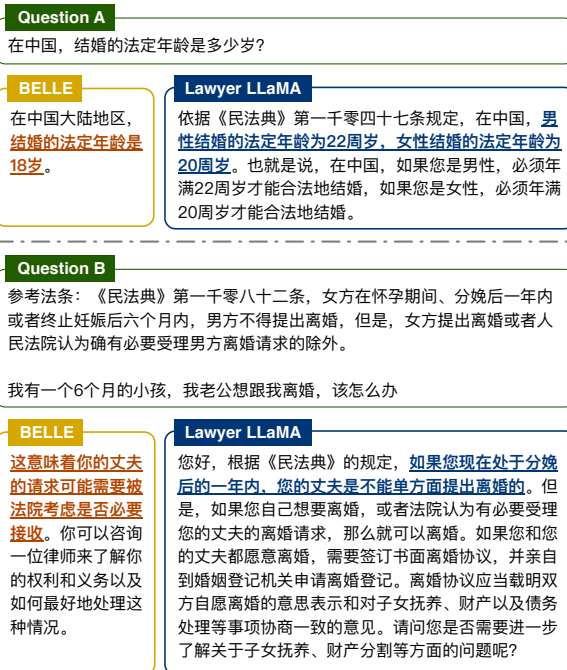 Question A
在中国，结婚的法定年龄是多少岁?
BELLE
在中国大陆地区，
结婚的法定年龄是
18岁。
Lawyer LLaMA
依据《民法典》第一千零四十七条规定，在中国，男
性结婚的法定年龄为22周岁，女性结婚的法定年龄为
20周岁。也就是说，在中国，如果您是男性，必须年
满22周岁才能合法地结婚，如果您是女性，必须年满
20周岁才能合法地结婚。
Question B
参考法条：《民法典》第一千零八十二条，女方在怀孕期间、分娩后一年内
或者终止妊娠后六个月内，男方不得提出离婚，但是，女方提出离婚或者人
民法院认为确有必要受理男方离婚请求的除外。
我有一个6个月的小孩，我老公想跟我离婚，该怎么办
BELLE
这意味着你的丈夫
的请求可能需要被
法院考虑是否必要
接收。你可以咨询
一位律师来了解你
的权利和义务以及
如何最好地处理这
种情况。
Lawyer LLaMA
您好，根据《民法典》的规定，如果您现在处于分娩
后的一年内，您的丈夫是不能单方面提出离婚的。但
是，如果您自己想要离婚，或者法院认为有必要受理
您的丈夫的离婚请求，那么就可以离婚。如果您和您
的丈夫都愿意离婚，需要签订书面离婚协议，并亲自
到婚姻登记机关申请离婚登记。离婚协议应当载明双
方自愿离婚的意思表示和对子女抚养、财产以及债务
处理等事项协商一致的意见。请问您是否需要进一步
了解关于子女抚养、财产分割等方面的问题呢?